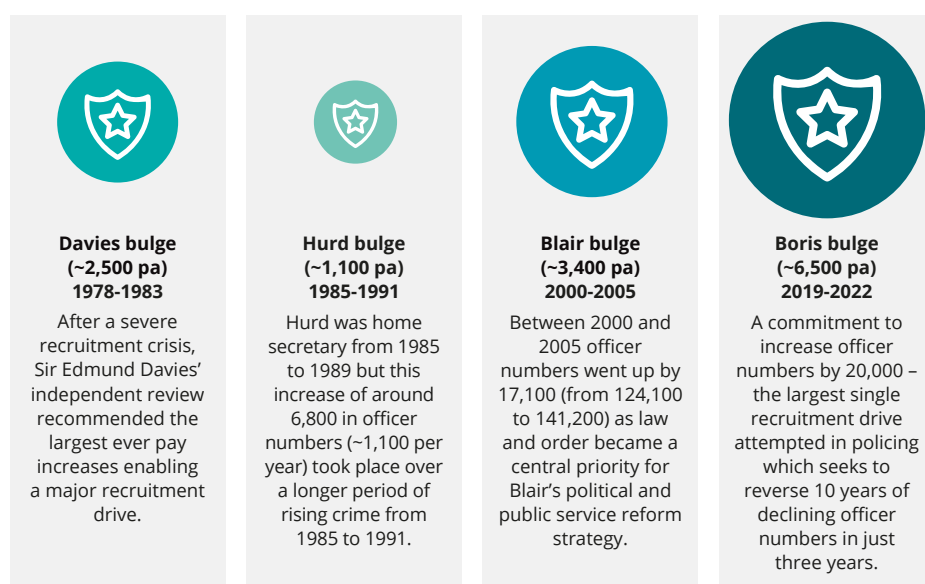 Davies bulge
(~2,500 pa)
1978-1983
After a severe
recruitment crisis,
Sir Edmund Davies’
independent review
recommended the
largest ever pay
increases enabling
a major recruitment
drive.
Hurd bulge
(~1,100 pa)
1985-1991
Hurd was home
secretary from 1985
to 1989 but this
increase of around
6,800 in officer
numbers (~1,100 per
year) took place over
a longer period of
rising crime from
1985 to 1991.
Blair bulge
(~3,400 pa)
2000-2005
Between 2000 and
2005 officer
numbers went up by
17,100 (from 124,100
to 141,200) as law
and order became a
central priority for
Blair’s political and
public service reform
strategy.
Boris bulge
(~6,500 pa)
2019-2022
A commitment to
increase officer
numbers by 20,000 –
the largest single
recruitment drive
attempted in policing
which seeks to
reverse 10 years of
declining officer
numbers in just
three years.